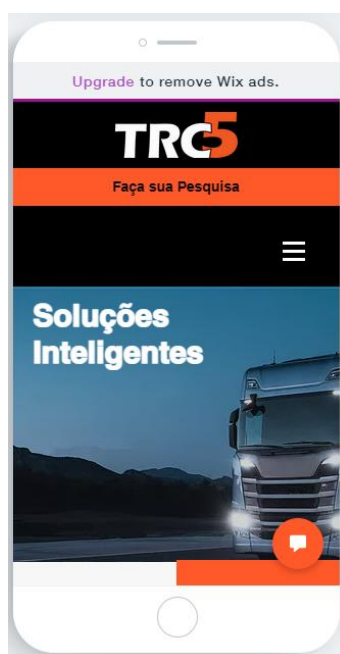 Upgrade to remove Wix ads.
TRC5
Faça sua Pesquisa
Soluções
Inteligentes